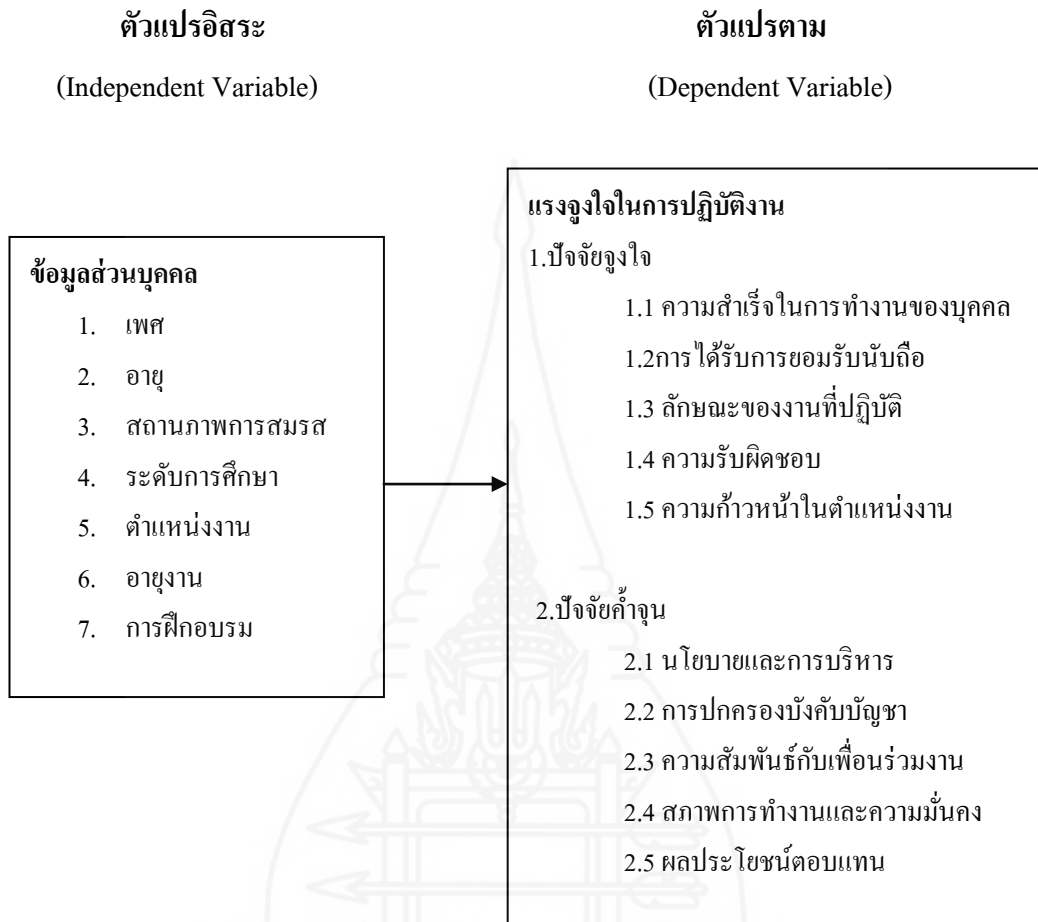 ตัวแปรอิสระ
(Independent Variable)
ตัวแปรตาม
(Dependent Variable)
ข้อมูลส่วนบุคคล
1. เพศ
2. อายุ
3. สถานภาพการสมรส
4. ระดับการศึกษา
5. ตำแหน่งงาน
6. อายุงาน
7. การฝึกอบรม
แรงจูงใจในการปฏิบัติงาน
1.ปัจจัยจูงใจ
1.1 ความสำเร็จในการทำงานของบุคคล
1.2การได้รับการยอมรับนับถือ
1.3 ลักษณะของงานที่ปฏิบัติ
1.4 ความรับผิดชอบ
1.5 ความก้าวหน้าในตำแหน่งงาน
2.ปัจจัยค้ำจุน
2.1 นโยบายและการบริหาร
2.2 การปกครองบังคับบัญชา
2.3 ความสัมพันธ์กับเพื่อนร่วมงาน
2.4 สภาพการทำงานและความมั่นคง
2.5 ผลประโยชน์ตอบแทน